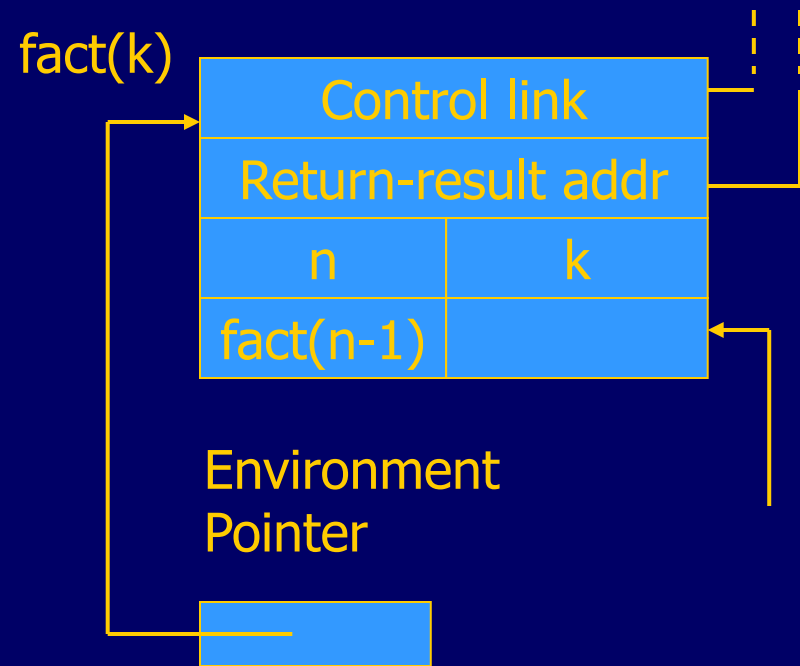 fact(k)
Control link
Return-result addr
n k
fact(n-1)
Environment
Pointer